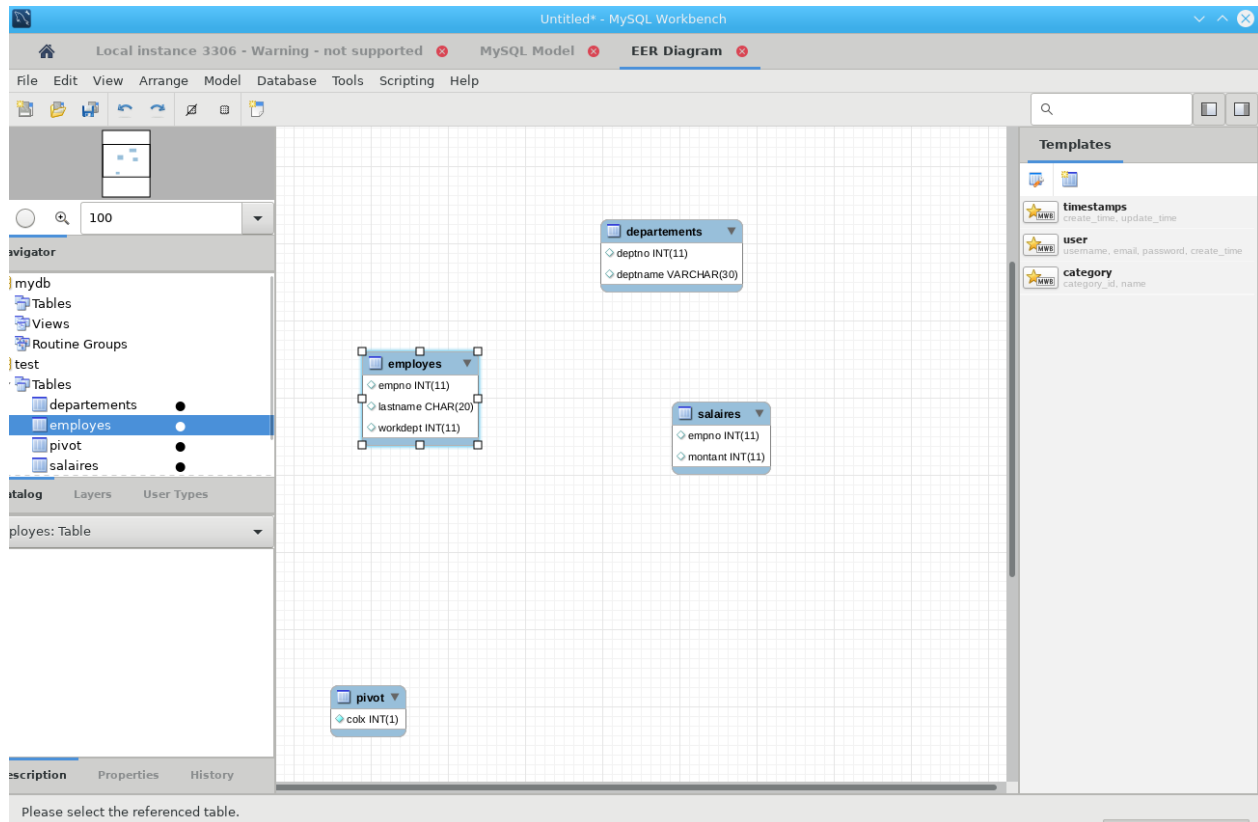 Untitled* - MySQL Workbench
Local instance 3306 - Warning - not supported MySQL Model EER Diagram
File Edit View Arrange Model Database Tools Scripting Help
100
avigator
mydb
Tables
Views
Routine Groups
test
Tables
departements
employes
pivot
salaires
atalog Layers User Types
ployes: Table
escription Properties History
departements
deptno INT(11)
deptname VARCHAR(30)
employes
empno INT(11)
lastname CHAR(20)
workdept INT(11)
salaires
empno INT(11)
montant INT(11)
pivot
colx INT(1)
Templates
MWB timestamps
create_time, update_time
MWB user
username, email, password, create_time
MWB category
category_id, name
Please select the referenced table.